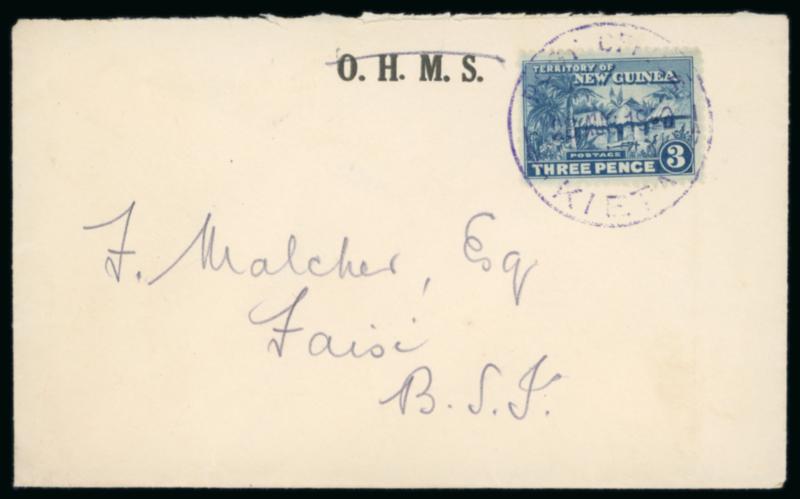 O. H. M. S.
TERRITORY OF
NEW GUINEA
POSTAGE
THREE PENCE 3
KIETA
F. Malcher, Esq
Faisi
B. S. I.